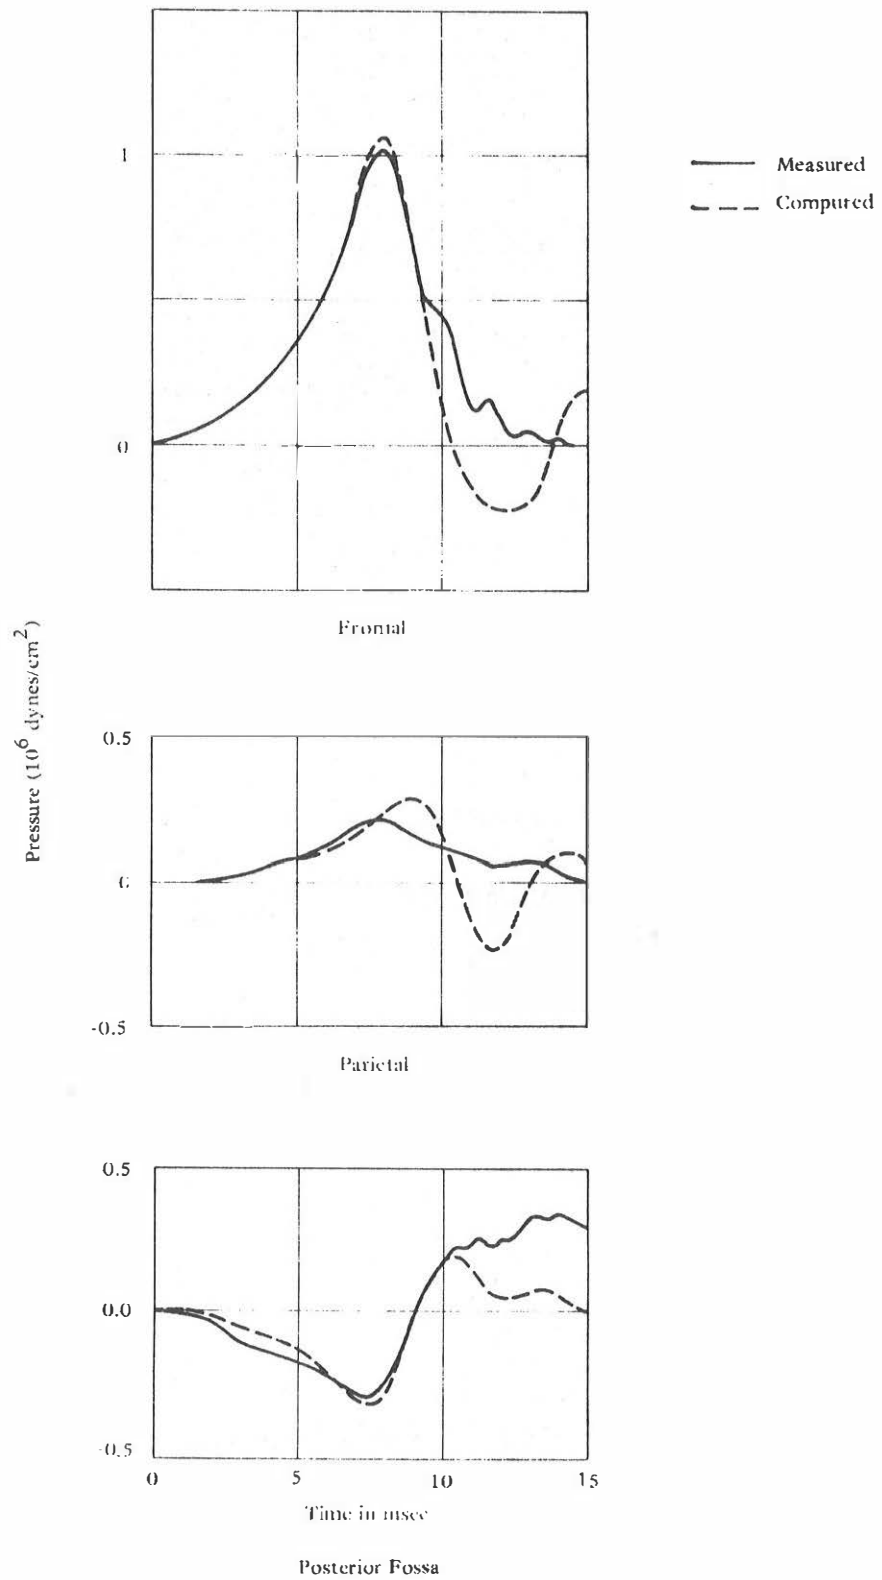 1
Measured
Computed
0
Frontal
Pressure (10^6 dynes/cm^2)
0.5
-0.5
Parietal
0.5
0.0
-0.5
0 5 10 15
Time in msec
Posterior Fossa